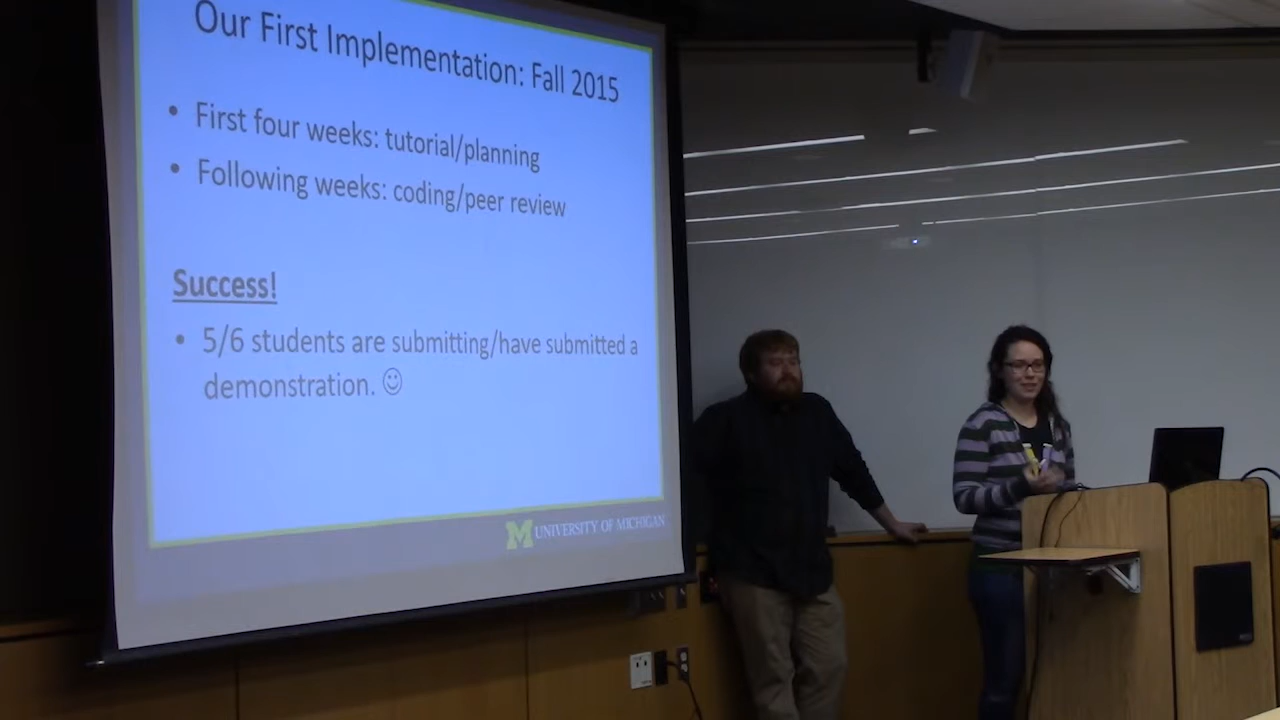 Our First Implementation: Fall 2015
• First four weeks: tutorial/planning
• Following weeks: coding/peer review
Success!
• 5/6 students are submitting/have submitted a
demonstration. ☺
M UNIVERSITY OF MICHIGAN